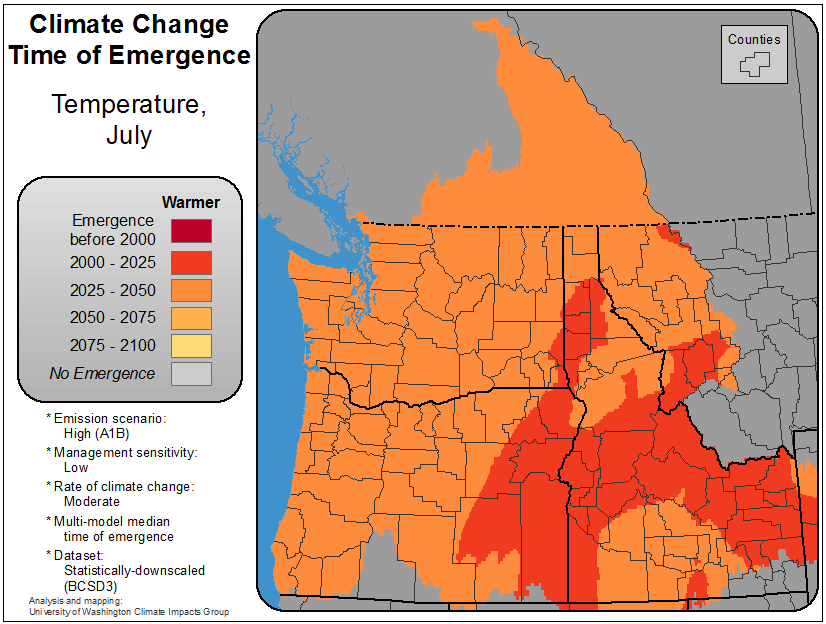 Climate Change
Time of Emergence
Temperature,
July
Warmer
Emergence
before 2000
2000 - 2025
2025 - 2050
2050 - 2075
2075 - 2100
No Emergence
* Emission scenario:
High (A1B)
* Management sensitivity:
Low
* Rate of climate change:
Moderate
* Multi-model median
time of emergence
* Dataset:
Statistically-downscaled
(BCSD3)
Analysis and mapping:
University of Washington Climate Impacts Group
Counties